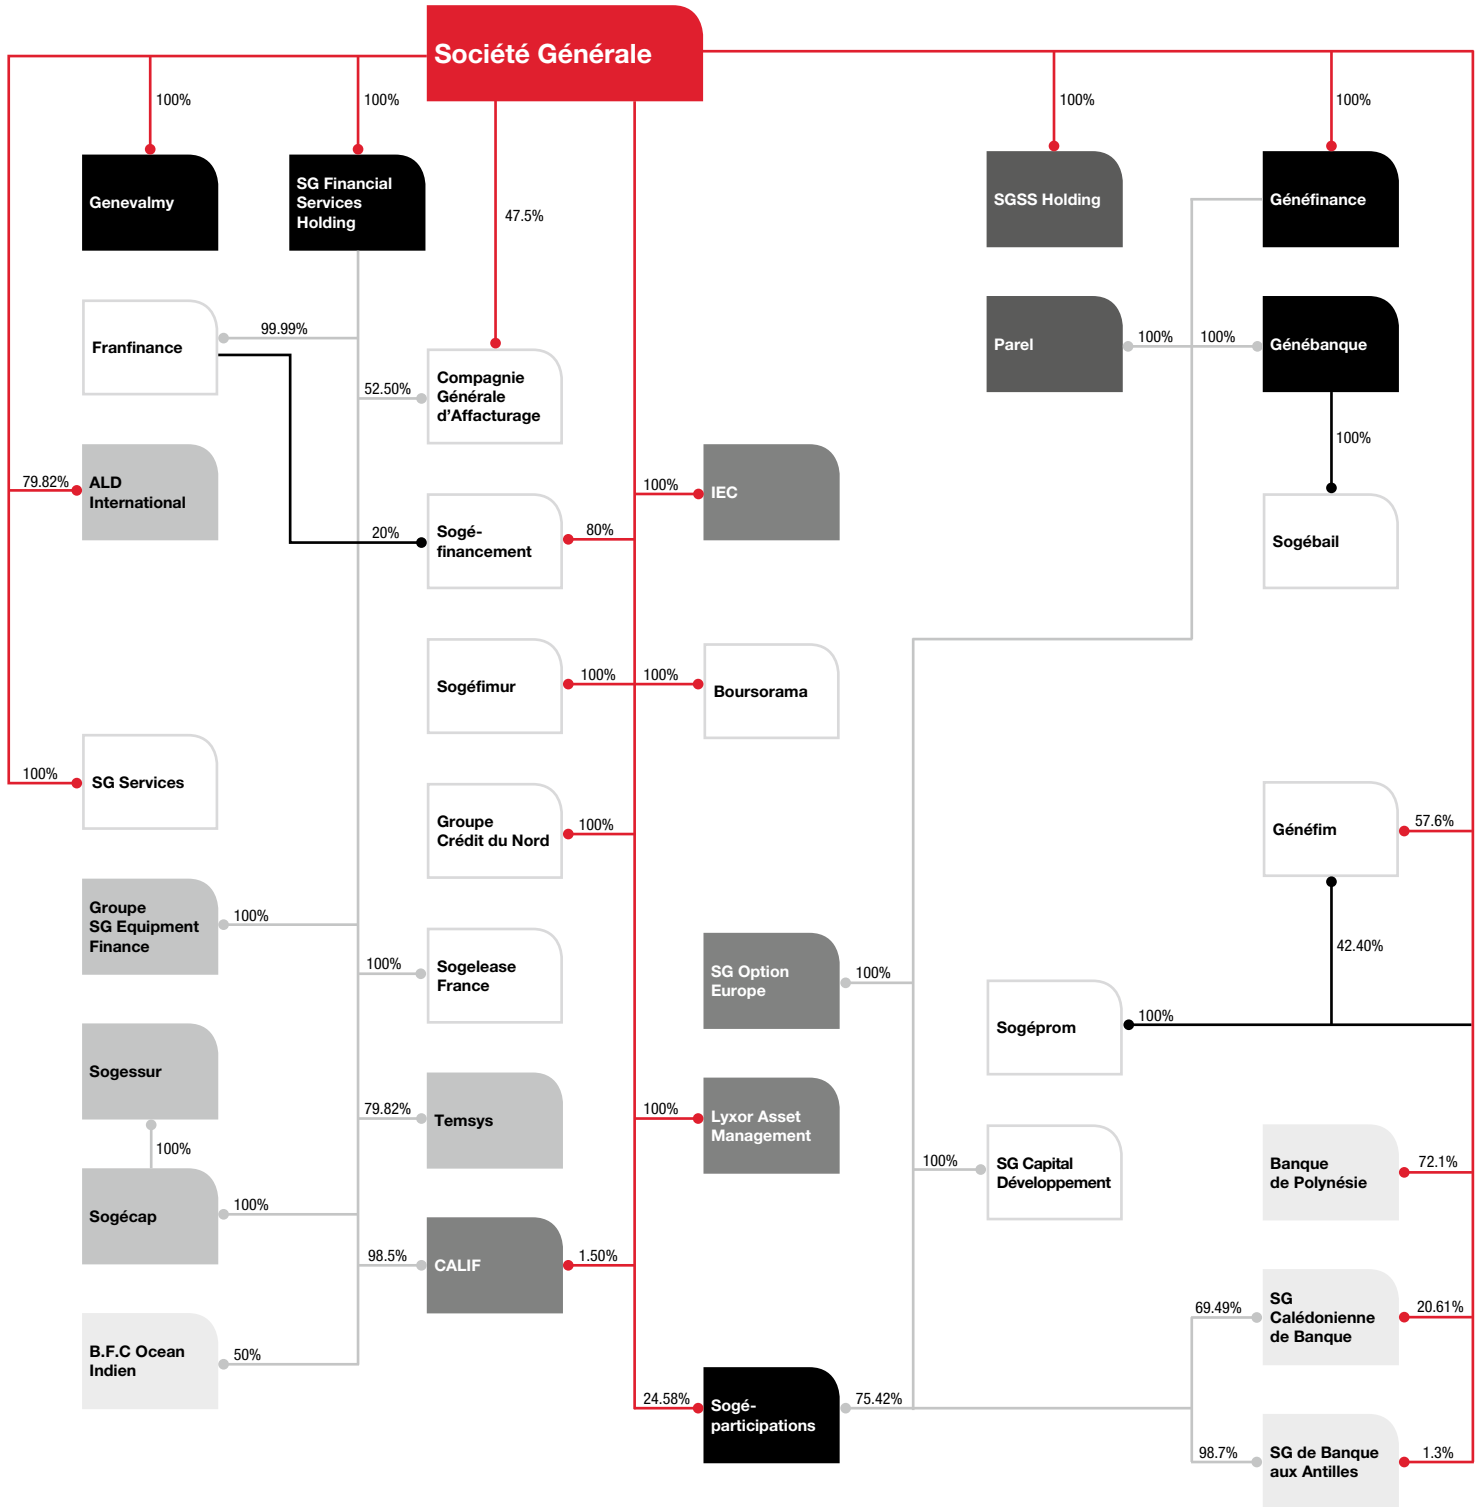 Société Générale
100%
100%
100%
100%
Genevalmy
SG Financial
Services
Holding
47.5%
SGSS Holding
Généfinance
Franfinance
99.99%
Parel
100%
100%
Génébanque
52.50%
Compagnie
Générale
d'Affacturage
100%
79.82%
ALD
International
100%
IEC
20%
Sogé-
financement
80%
Sogébail
Sogéfimur
100%
100%
Boursorama
100%
SG Services
Groupe
Crédit du Nord
100%
Généfim
57.6%
Groupe
SG Equipment
Finance
100%
42.40%
100%
Sogelease
France
SG Option
Europe
100%
Sogéprom
100%
Sogessur
79.82%
Temsys
100%
Lyxor Asset
Management
100%
100%
SG Capital
Développement
Banque
de Polynésie
72.1%
Sogécap
100%
98.5%
CALIF
1.50%
69.49%
SG
Calédonienne
de Banque
20.61%
B.F.C Ocean
Indien
50%
24.58%
Sogé-
participations
75.42%
98.7%
SG de Banque
aux Antilles
1.3%